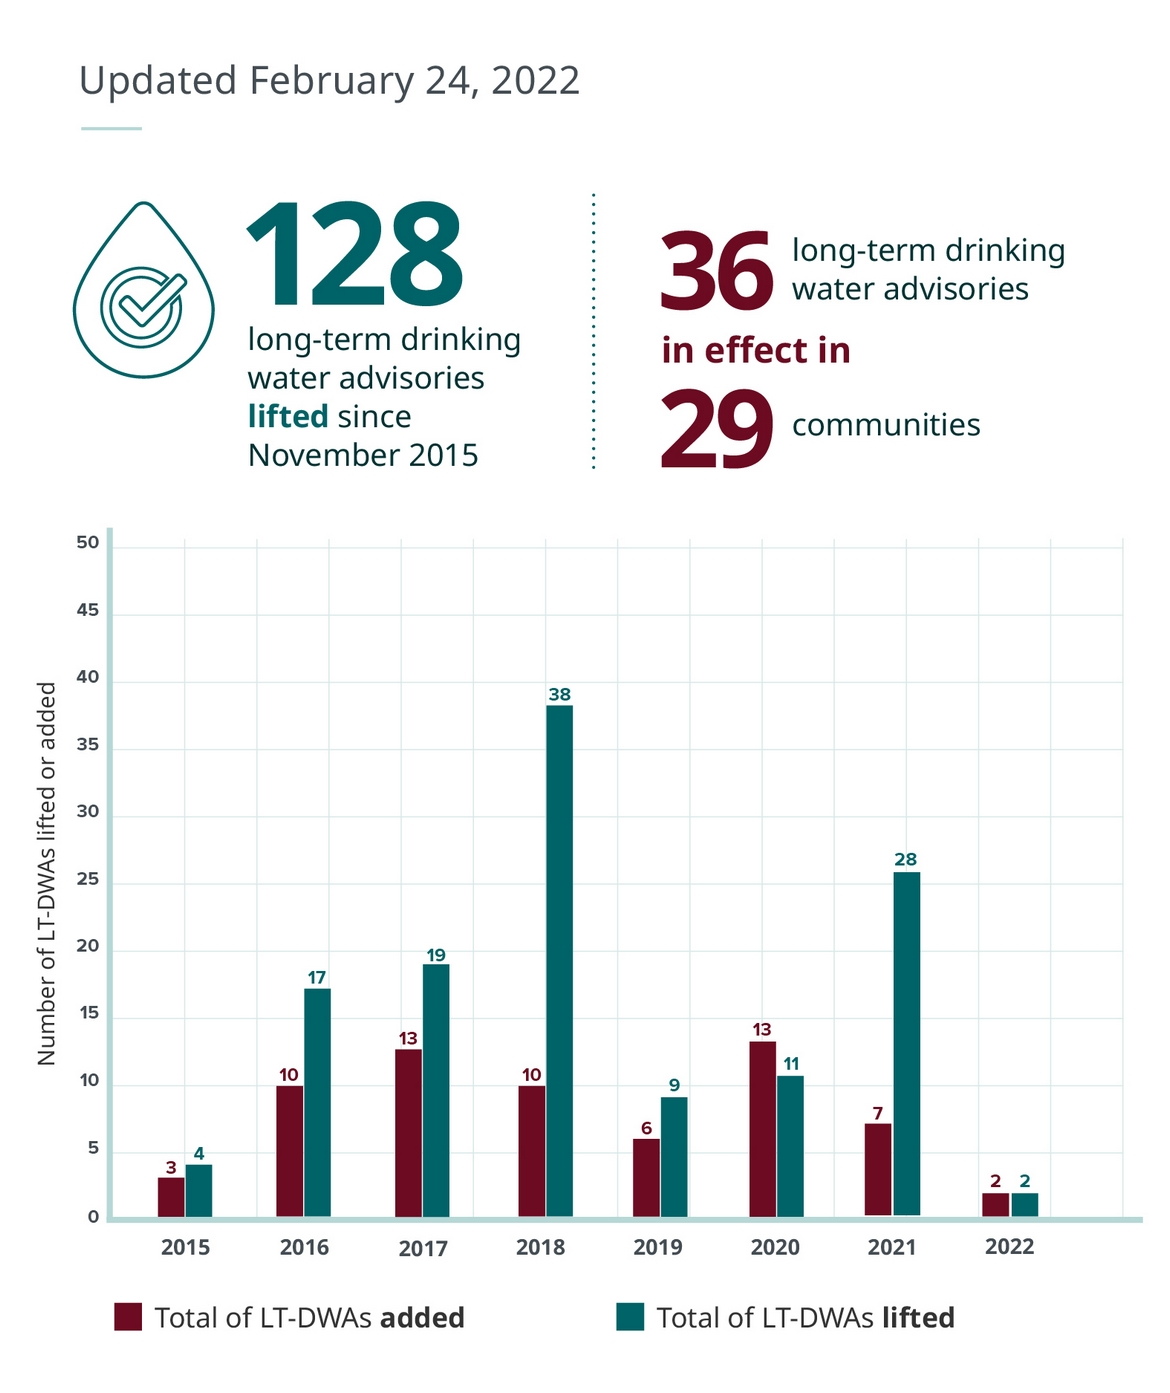 Updated February 24, 2022
128
long-term drinking
water advisories
lifted since
November 2015
36 long-term drinking
water advisories
in effect in
29 communities
Number of LT-DWAs lifted or added
50
45
40
35
30
25
20
15
10
5
0
3 4
10 17
13 19
10 38
6 9
13 11
7 28
2 2
2015 2016 2017 2018 2019 2020 2021 2022
Total of LT-DWAs added
Total of LT-DWAs lifted